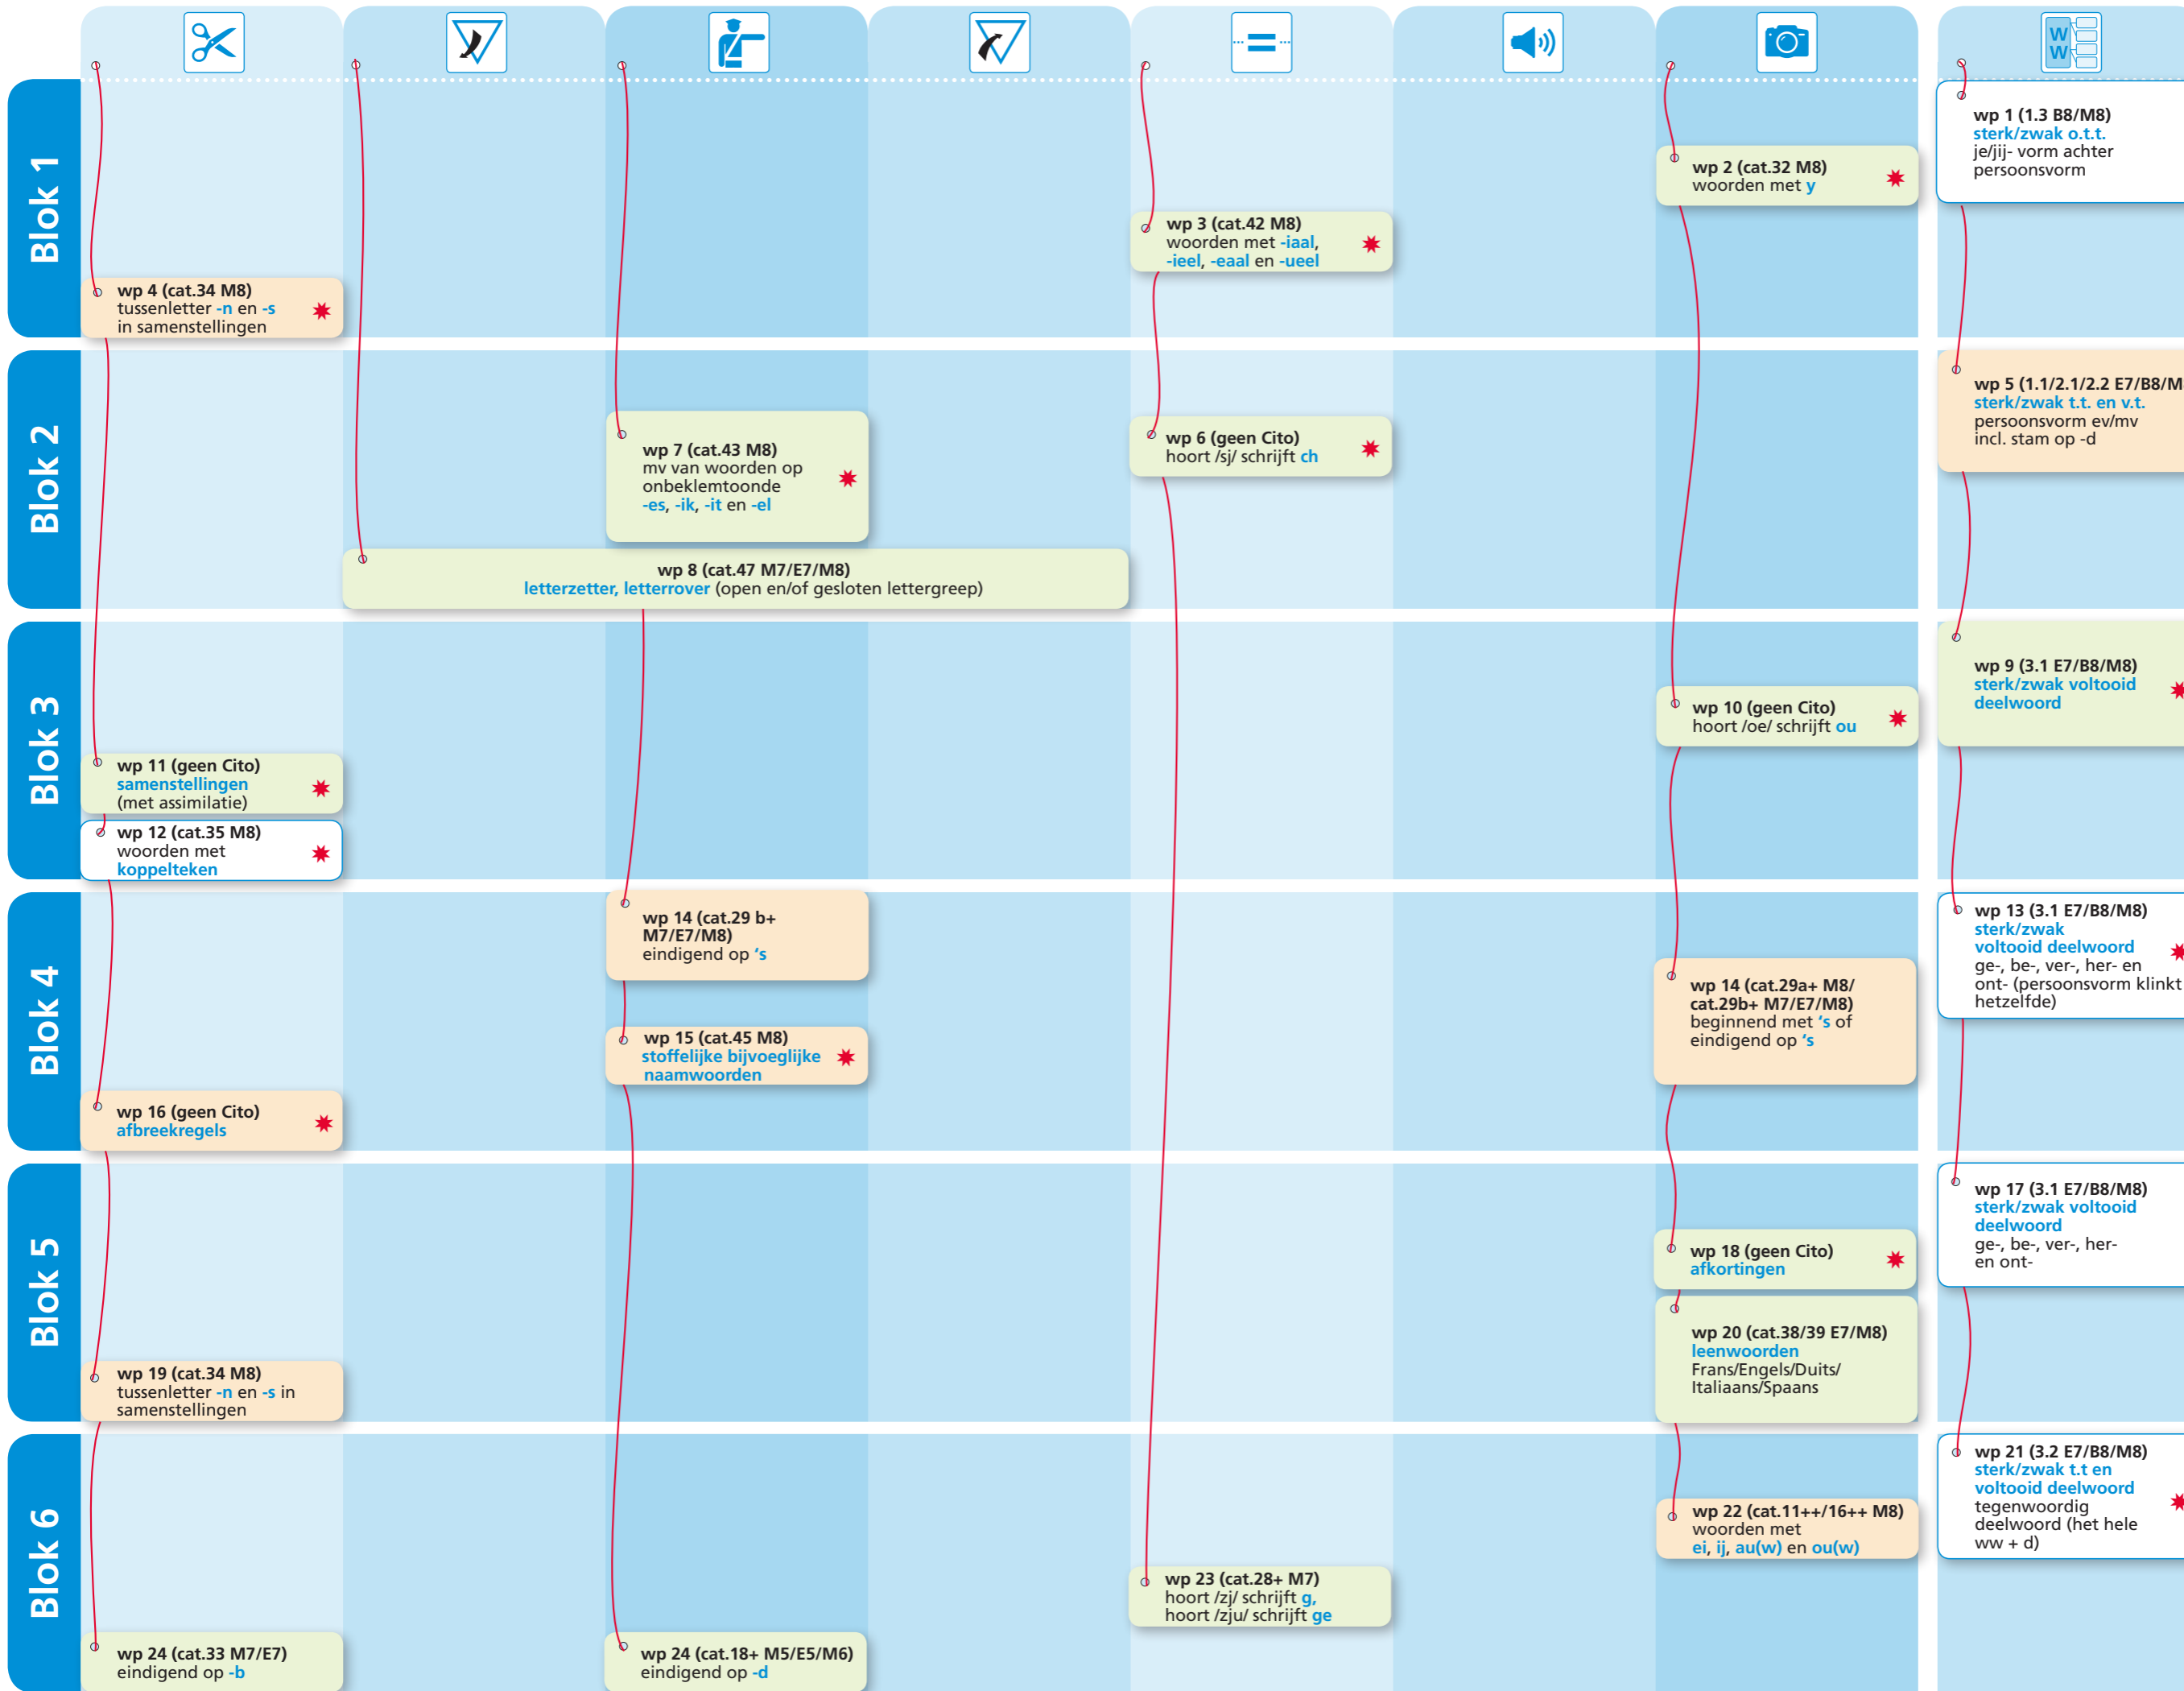 W
W
Blok 1
wp 1 (1.3 B8/M8)
sterk/zwak o.t.t.
je/jij- vorm achter
persoonsvorm
wp 2 (cat.32 M8)
woorden met y
wp 3 (cat.42 M8)
woorden met -iaal,
-ieel, -eaal en -ueel
wp 4 (cat.34 M8)
tussenletter -n en -s
in samenstellingen
Blok 2
wp 5 (1.1/2.1/2.2 E7/B8/M
sterk/zwak t.t. en v.t.
persoonsvorm ev/mv
incl. stam op -d
wp 6 (geen Cito)
hoort /sj/ schrijft ch
wp 7 (cat.43 M8)
mv van woorden op
onbeklemtoonde
-es, -ik, -it en -el
wp 8 (cat.47 M7/E7/M8)
letterzetter, letterrover (open en/of gesloten lettergreep)
Blok 3
wp 9 (3.1 E7/B8/M8)
sterk/zwak voltooid
deelwoord
wp 10 (geen Cito)
hoort /oe/ schrijft ou
wp 11 (geen Cito)
samenstellingen
(met assimilatie)
wp 12 (cat.35 M8)
woorden met
koppelteken
Blok 4
wp 13 (3.1 E7/B8/M8)
sterk/zwak
voltooid deelwoord
ge-, be-, ver-, her- en
ont- (persoonsvorm klinkt
hetzelfde)
wp 14 (cat.29 b+
M7/E7/M8)
eindigend op 's
wp 14 (cat.29a+ M8/
cat.29b+ M7/E7/M8)
beginnend met 's of
eindigend op 's
wp 15 (cat.45 M8)
stoffelijke bijvoeglijke
naamwoorden
wp 16 (geen Cito)
afbreekregels
Blok 5
wp 17 (3.1 E7/B8/M8)
sterk/zwak voltooid
deelwoord
ge-, be-, ver-, her-
en ont-
wp 18 (geen Cito)
afkortingen
wp 20 (cat.38/39 E7/M8)
leenwoorden
Frans/Engels/Duits/
Italiaans/Spaans
wp 19 (cat.34 M8)
tussenletter -n en -s in
samenstellingen
Blok 6
wp 21 (3.2 E7/B8/M8)
sterk/zwak t.t en
voltooid deelwoord
tegenwoordig
deelwoord (het hele
ww + d)
wp 22 (cat.11++/16++ M8)
woorden met
ei, ij, au(w) en ou(w)
wp 23 (cat.28+ M7)
hoort /zj/ schrijft g,
hoort /zju/ schrijft ge
wp 24 (cat.33 M7/E7)
eindigend op -b
wp 24 (cat.18+ M5/E5/M6)
eindigend op -d